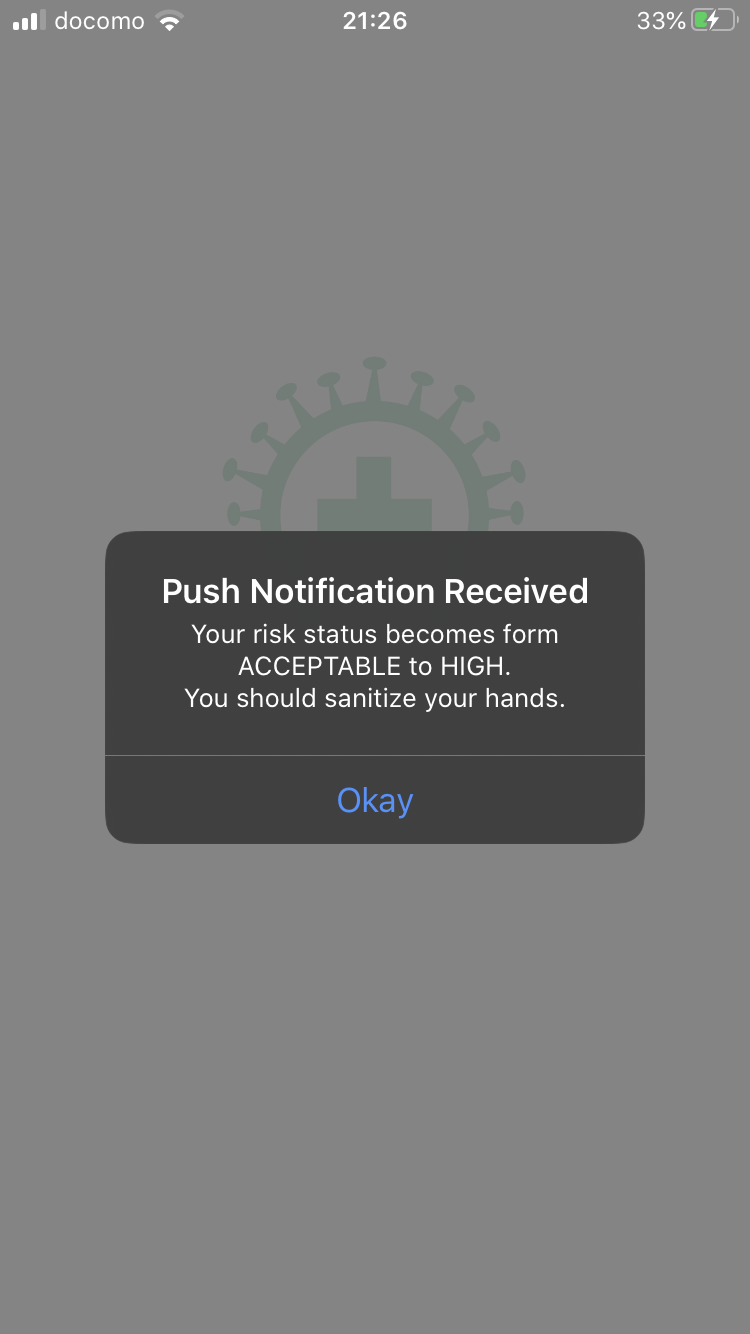 docomo 21:26 33%
Push Notification Received
Your risk status becomes form
ACCEPTABLE to HIGH.
You should sanitize your hands.
Okay